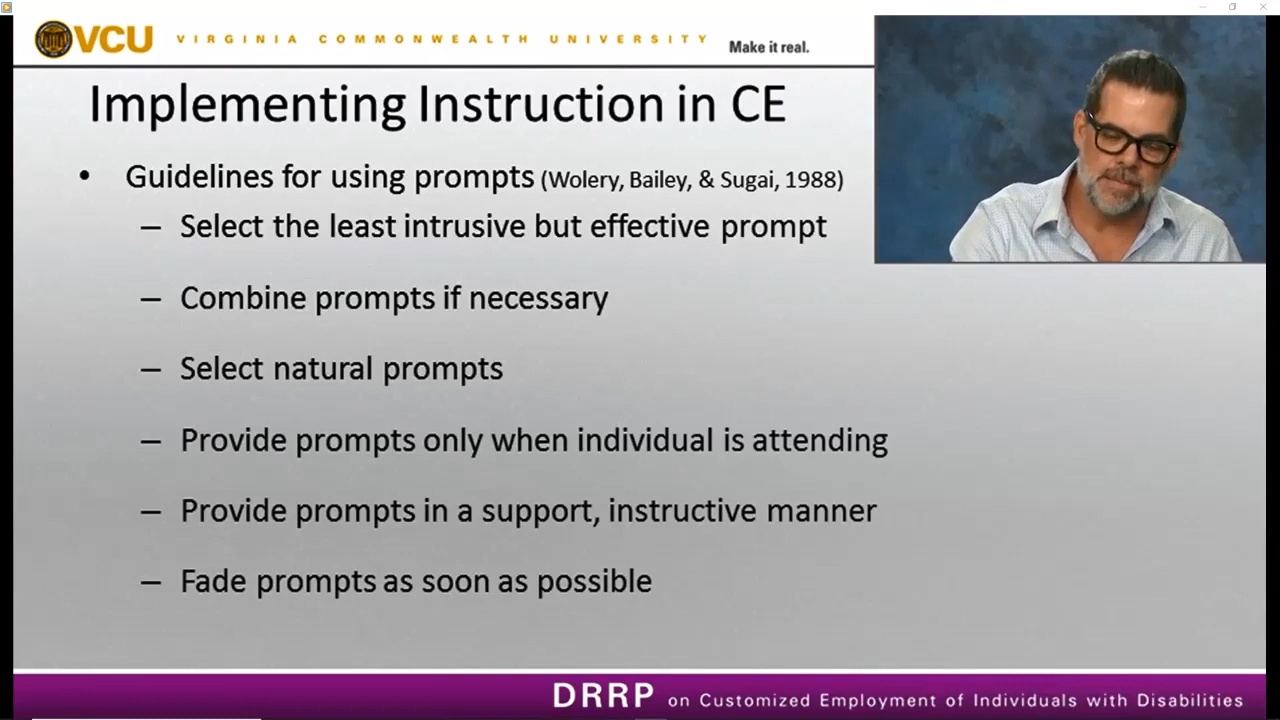 VCU VIRGINIA COMMONWEALTH UNIVERSITY Make it real.
Implementing Instruction in CE
• Guidelines for using prompts (Wolery, Bailey, & Sugai, 1988)
– Select the least intrusive but effective prompt
– Combine prompts if necessary
– Select natural prompts
– Provide prompts only when individual is attending
– Provide prompts in a support, instructive manner
– Fade prompts as soon as possible
DRRP on Customized Employment of Individuals with Disabilities